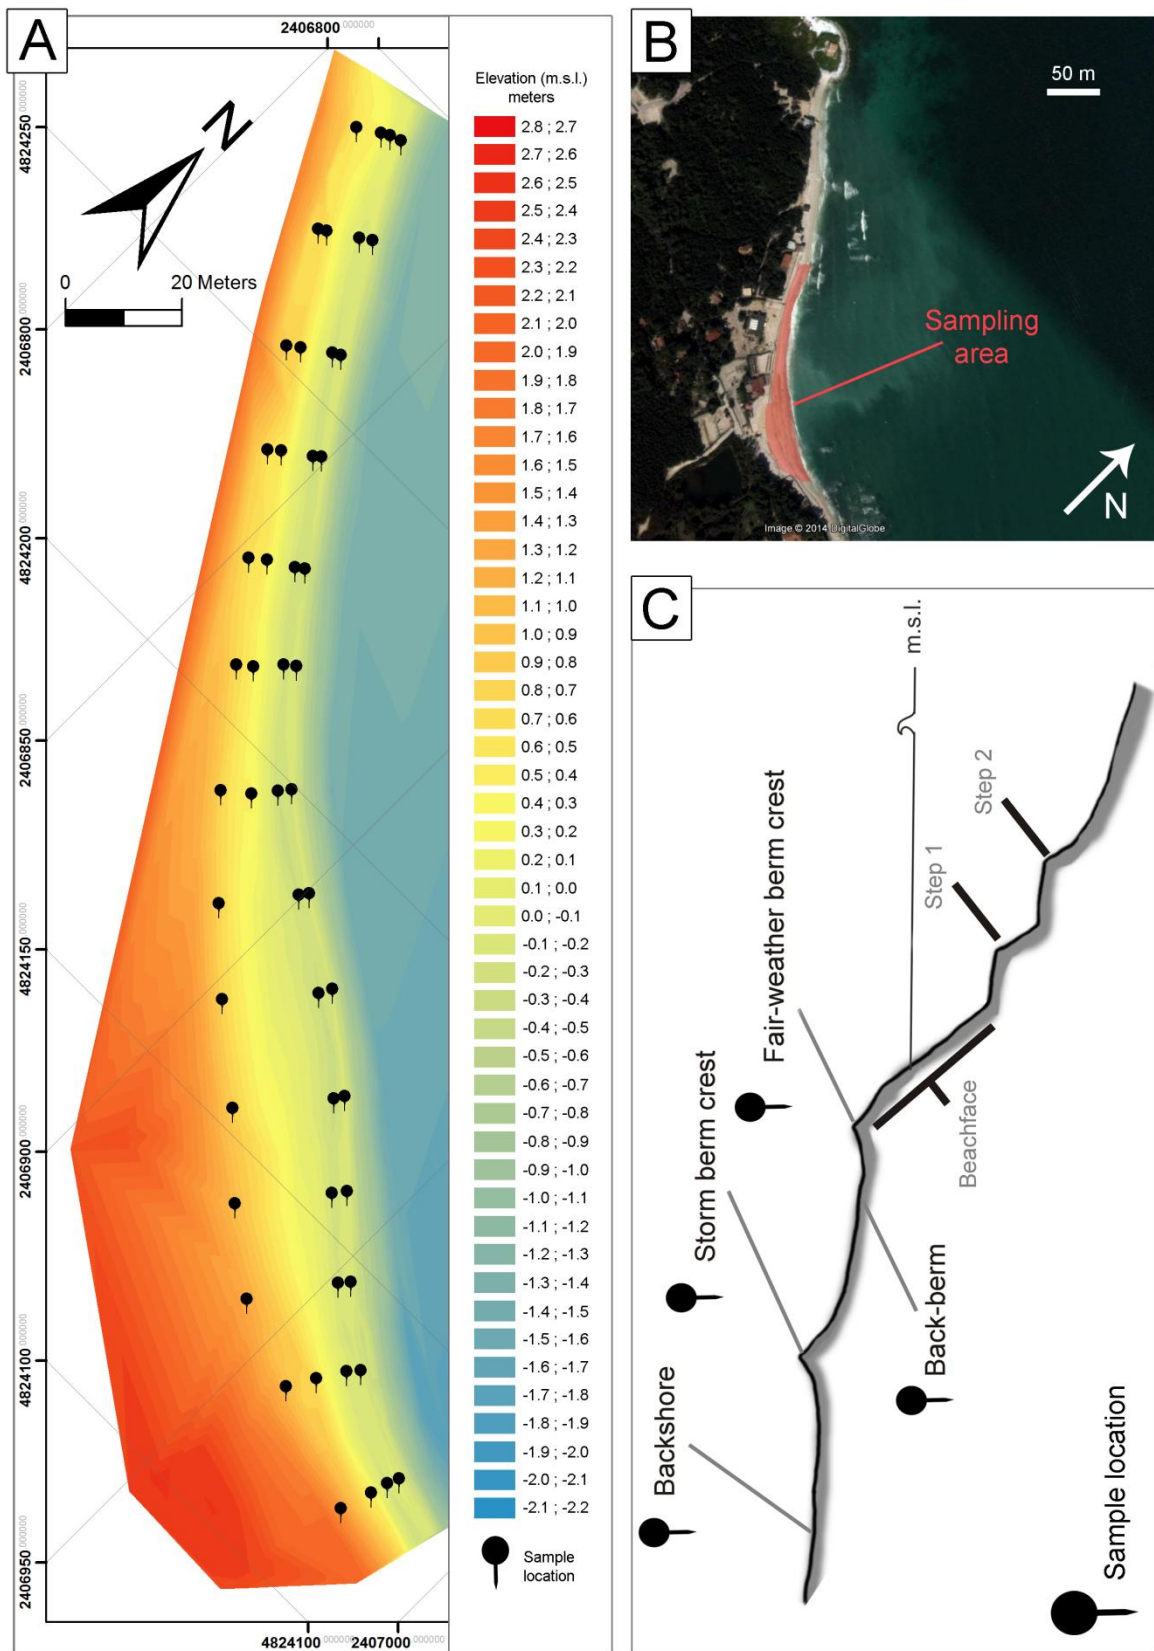 A
2406800 000000
4824250 000000
2406800 000000
4824200 000000
2406850 000000
4824150 000000
2406900 000000
4824100 000000
2406950 000000
4824100 000000
2407000 000000
N
0 20 Meters
Elevation (m.s.l.)
meters
2.8 ; 2.7
2.7 ; 2.6
2.6 ; 2.5
2.5 ; 2.4
2.4 ; 2.3
2.3 ; 2.2
2.2 ; 2.1
2.1 ; 2.0
2.0 ; 1.9
1.9 ; 1.8
1.8 ; 1.7
1.7 ; 1.6
1.6 ; 1.5
1.5 ; 1.4
1.4 ; 1.3
1.3 ; 1.2
1.2 ; 1.1
1.1 ; 1.0
1.0 ; 0.9
0.9 ; 0.8
0.8 ; 0.7
0.7 ; 0.6
0.6 ; 0.5
0.5 ; 0.4
0.4 ; 0.3
0.3 ; 0.2
0.2 ; 0.1
0.1 ; 0.0
0.0 ; -0.1
-0.1 ; -0.2
-0.2 ; -0.3
-0.3 ; -0.4
-0.4 ; -0.5
-0.5 ; -0.6
-0.6 ; -0.7
-0.7 ; -0.8
-0.8 ; -0.9
-0.9 ; -1.0
-1.0 ; -1.1
-1.1 ; -1.2
-1.2 ; -1.3
-1.3 ; -1.4
-1.4 ; -1.5
-1.5 ; -1.6
-1.6 ; -1.7
-1.7 ; -1.8
-1.8 ; -1.9
-1.9 ; -2.0
-2.0 ; -2.1
-2.1 ; -2.2
Sample
location
B
50 m
Sampling
area
N
Image © 2014 DigitalGlobe
C
m.s.l.
Step 2
Step 1
Fair-weather berm crest
Beachface
Storm berm crest
Back-berm
Backshore
Sample location